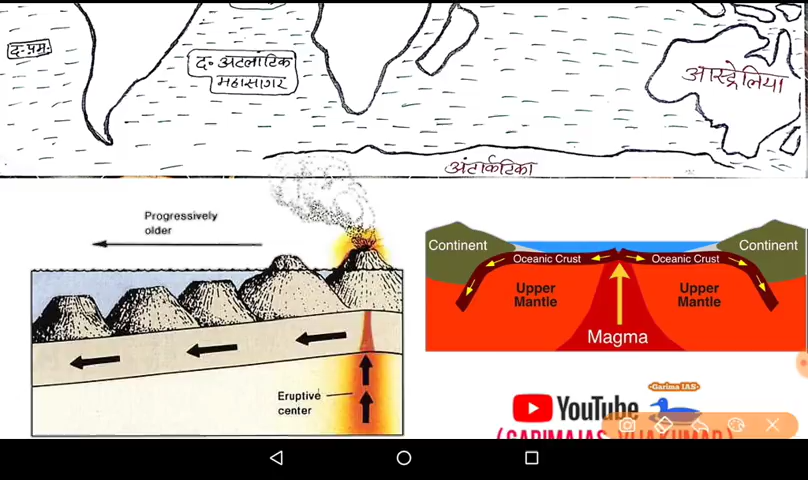 द. अम.
द॰ अटलांटिक
महासागर
आस्ट्रेलिया
अंटार्कटिका
Progressively
older
Eruptive
center
Continent
Oceanic Crust
Oceanic Crust
Continent
Upper
Mantle
Upper
Mantle
Magma
Garima IAS
YouTube